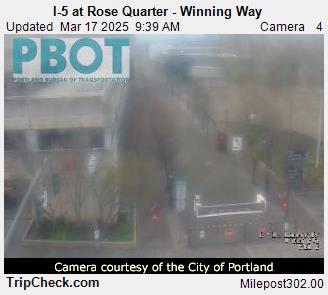 I-5 at Rose Quarter - Winning Way
Updated Mar 17 2025 9:39 AM Camera 4
PBOT
PORTLAND BUREAU OF TRANSPORTATION
Camera courtesy of the City of Portland
TripCheck.com Milepost302.00